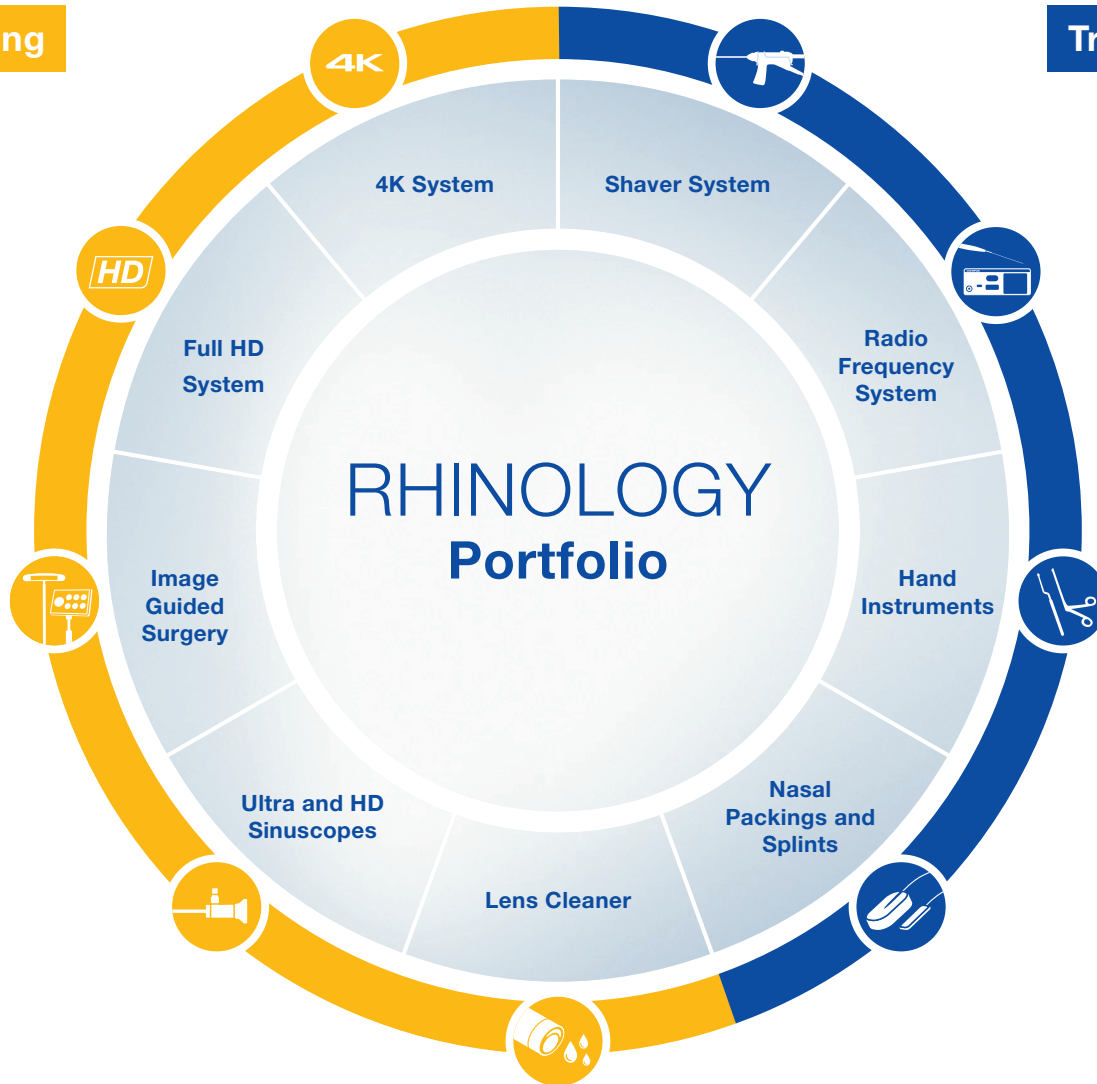 ng
Tr
4K
4K System
Shaver System
HD
Full HD
System
Radio
Frequency
System
RHINOLOGY
Portfolio
Image
Guided
Surgery
Hand
Instruments
Ultra and HD
Sinuscopes
Nasal
Packings and
Splints
Lens Cleaner